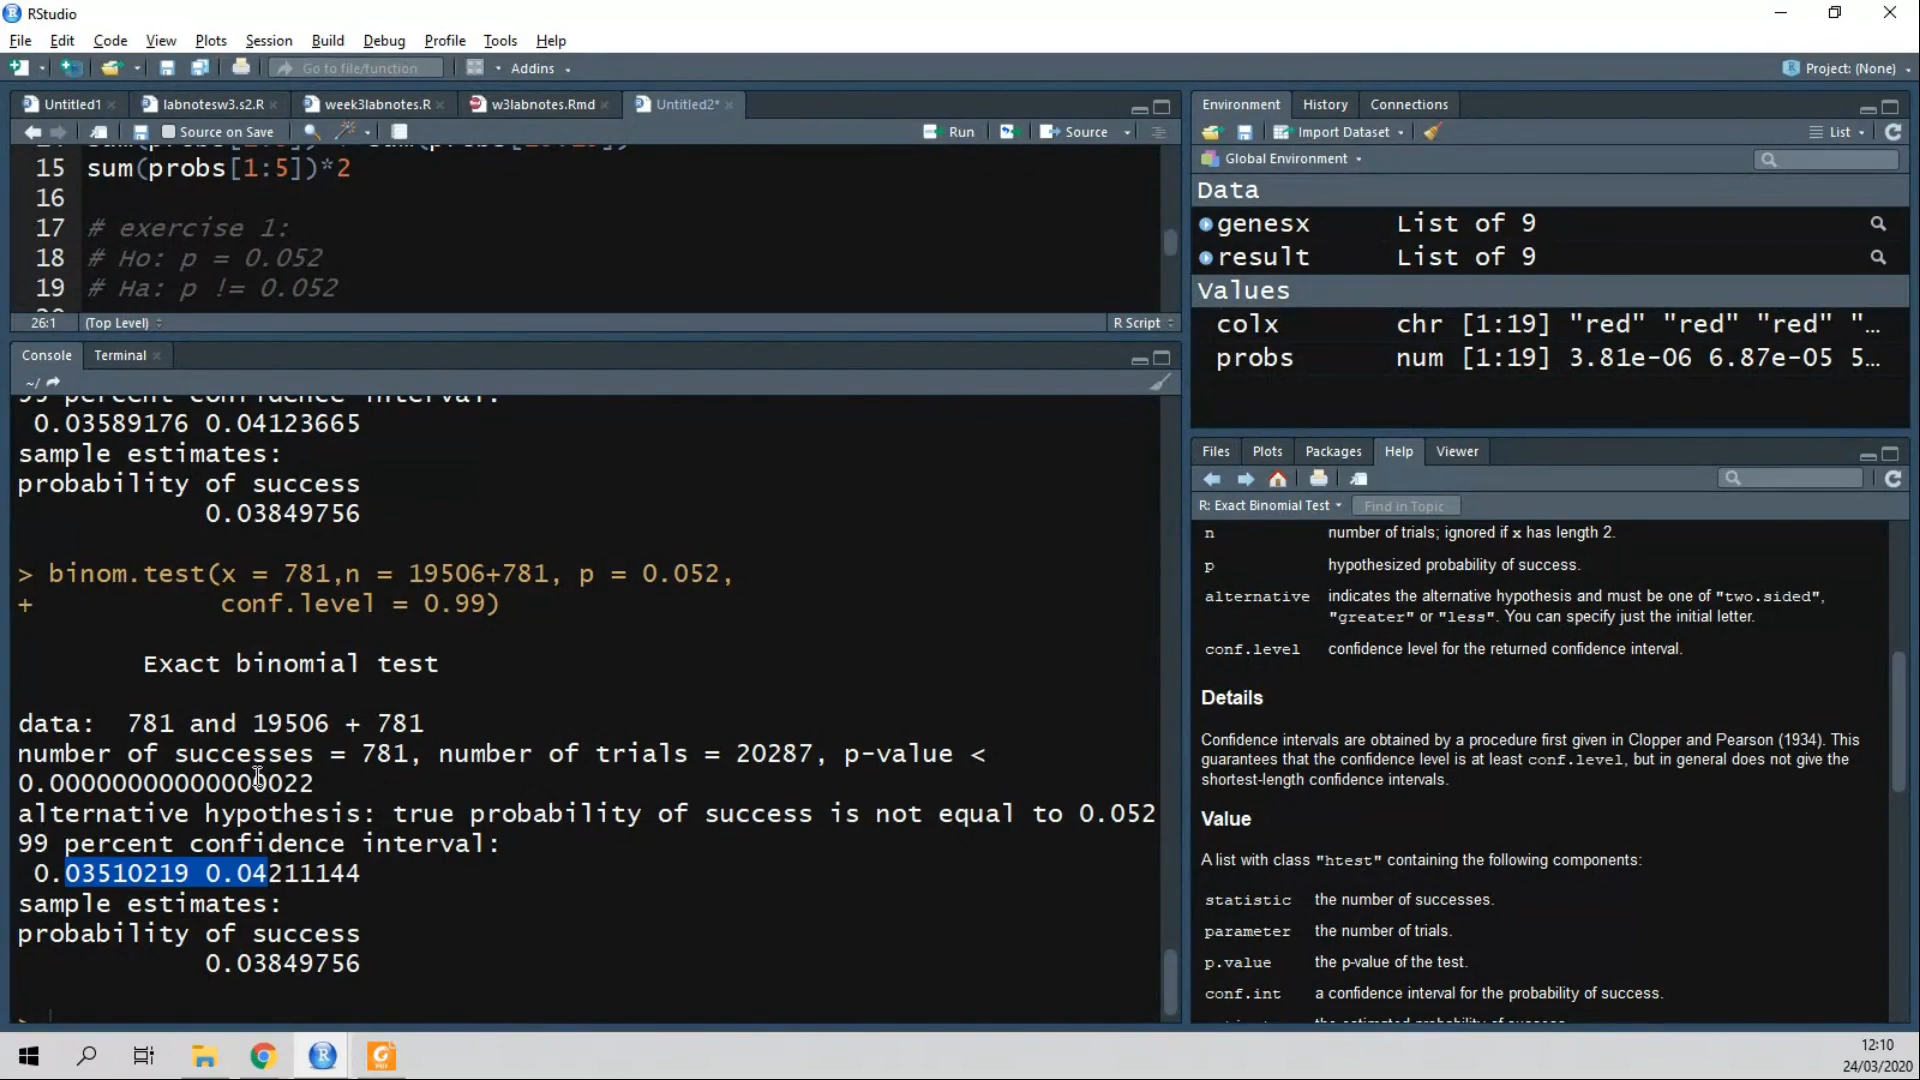 RStudio
File Edit Code View Plots Session Build Debug Profile Tools Help
Go to file/function Addins Project: (None)
Untitled1 labnotesw3.s2.R week3labnotes.R w3labnotes.Rmd Untitled2*
Source on Save Run Source
15 sum(probs[1:5])*2
16
17 # exercise 1:
18 # Ho: p = 0.052
19 # Ha: p != 0.052
26:1 (Top Level) R Script
Console Terminal
~/
99 percent confidence interval:
0.03589176 0.04123665
sample estimates:
probability of success
0.03849756
> binom.test(x = 781,n = 19506+781, p = 0.052,
+ conf.level = 0.99)
Exact binomial test
data: 781 and 19506 + 781
number of successes = 781, number of trials = 20287, p-value <
0.00000000000000022
alternative hypothesis: true probability of success is not equal to 0.052
99 percent confidence interval:
0.03510219 0.04211144
sample estimates:
probability of success
0.03849756
Environment History Connections
Import Dataset List
Global Environment
Data
genesx List of 9
result List of 9
Values
colx chr [1:19] "red" "red" "red" "…
probs num [1:19] 3.81e-06 6.87e-05 5…
Files Plots Packages Help Viewer
R: Exact Binomial Test Find in Topic
n number of trials; ignored if x has length 2.
p hypothesized probability of success.
alternative indicates the alternative hypothesis and must be one of "two.sided",
"greater" or "less". You can specify just the initial letter.
conf.level confidence level for the returned confidence interval.
Details
Confidence intervals are obtained by a procedure first given in Clopper and Pearson (1934). This
guarantees that the confidence level is at least conf.level, but in general does not give the
shortest-length confidence intervals.
Value
A list with class "htest" containing the following components:
statistic the number of successes.
parameter the number of trials.
p.value the p-value of the test.
conf.int a confidence interval for the probability of success.
12:10
24/03/2020